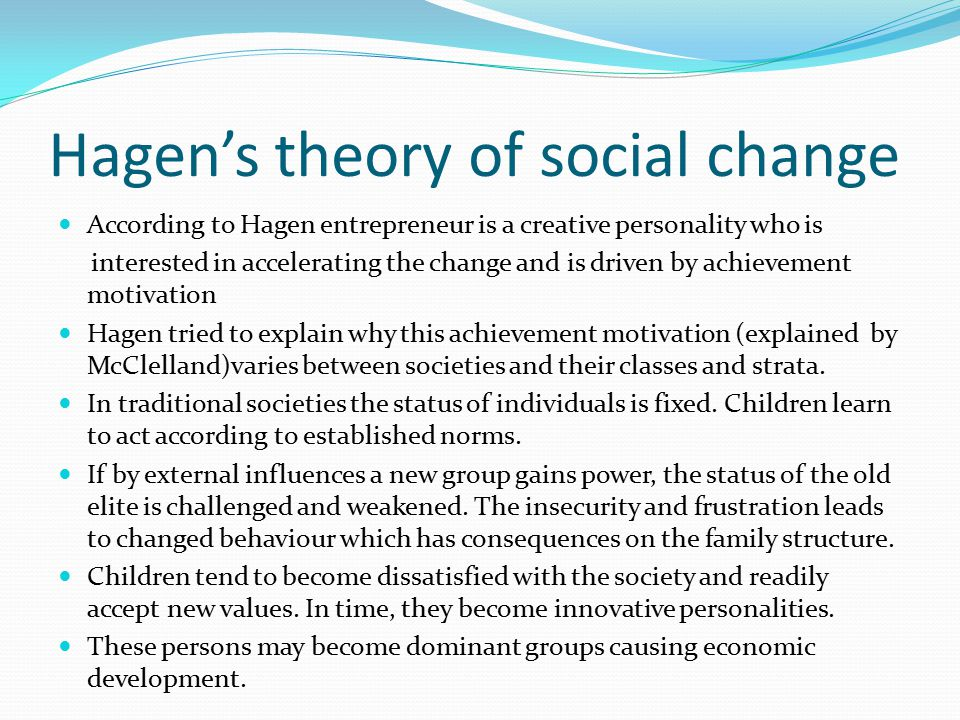 Hagen’s theory of social change
According to Hagen entrepreneur is a creative personality who is
interested in accelerating the change and is driven by achievement
motivation
Hagen tried to explain why this achievement motivation (explained by
McClelland)varies between societies and their classes and strata.
In traditional societies the status of individuals is fixed. Children learn
to act according to established norms.
If by external influences a new group gains power, the status of the old
elite is challenged and weakened. The insecurity and frustration leads
to changed behaviour which has consequences on the family structure.
Children tend to become dissatisfied with the society and readily
accept new values. In time, they become innovative personalities.
These persons may become dominant groups causing economic
development.